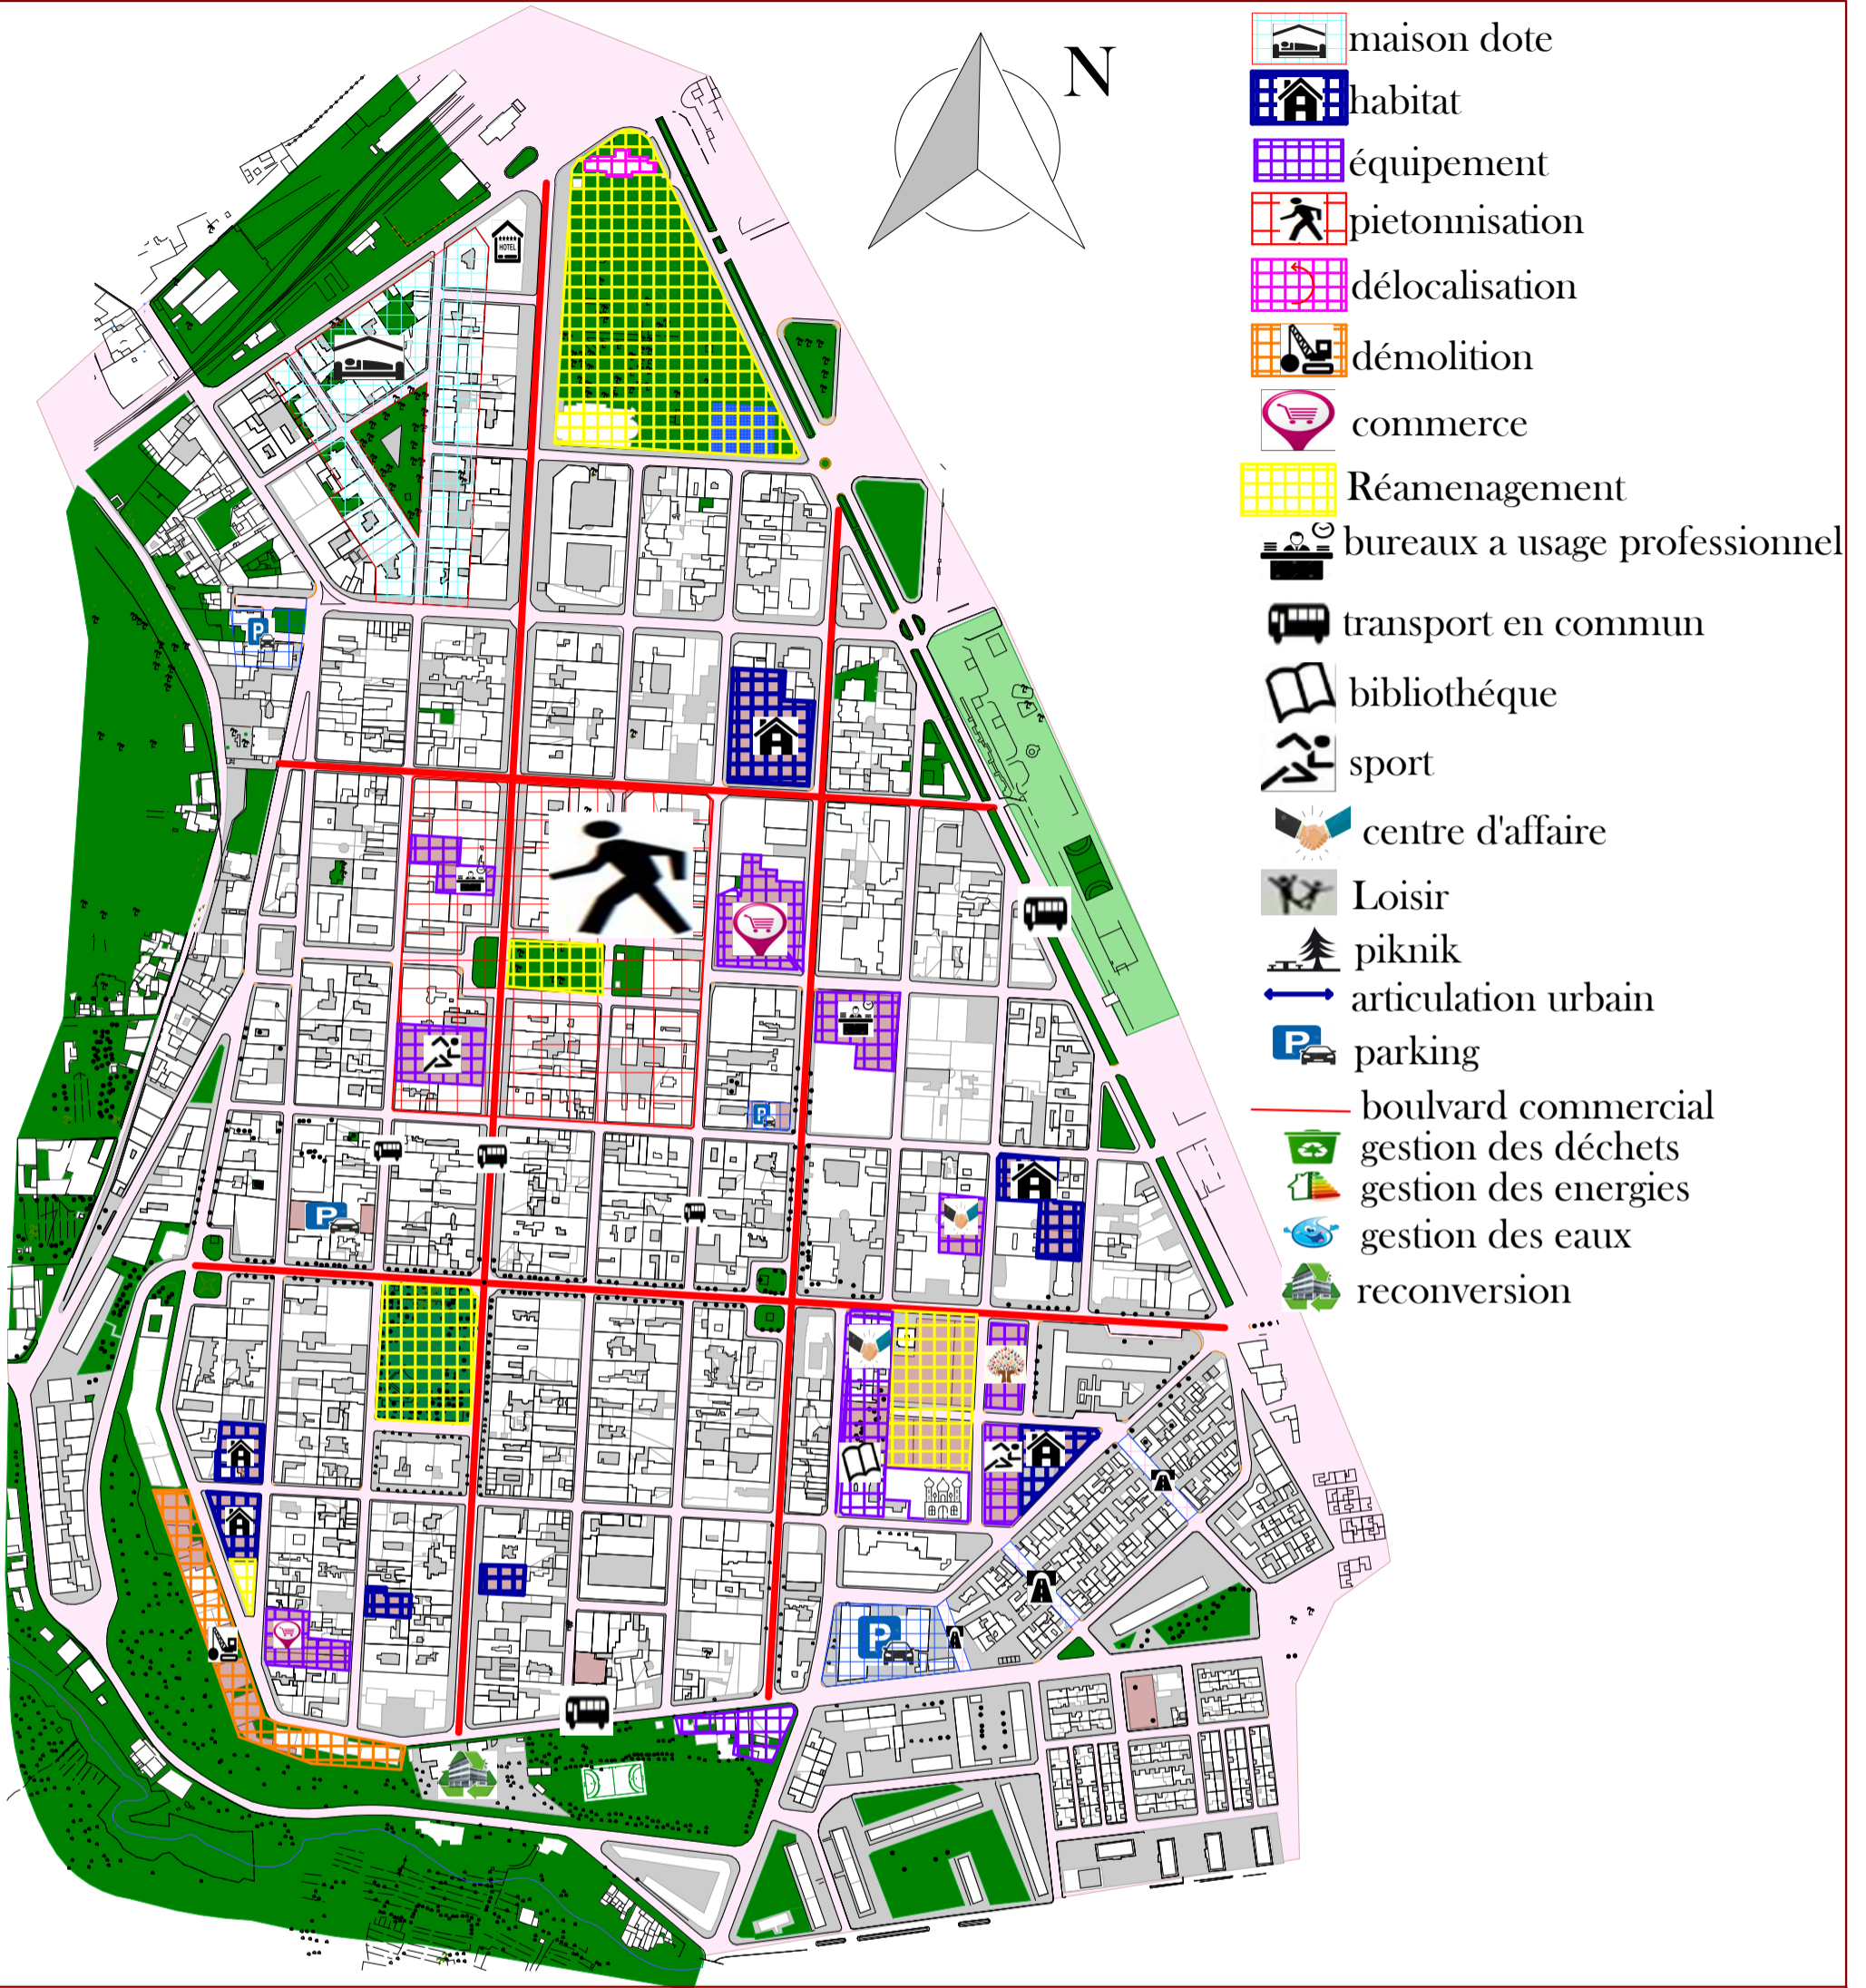 N
HOTEL
P
P
P
P
maison dote
habitat
équipement
pietonnisation
délocalisation
démolition
commerce
Réamenagement
bureaux a usage professionnel
transport en commun
bibliothéque
sport
centre d'affaire
Loisir
piknik
articulation urbain
P parking
boulvard commercial
gestion des déchets
gestion des energies
gestion des eaux
reconversion